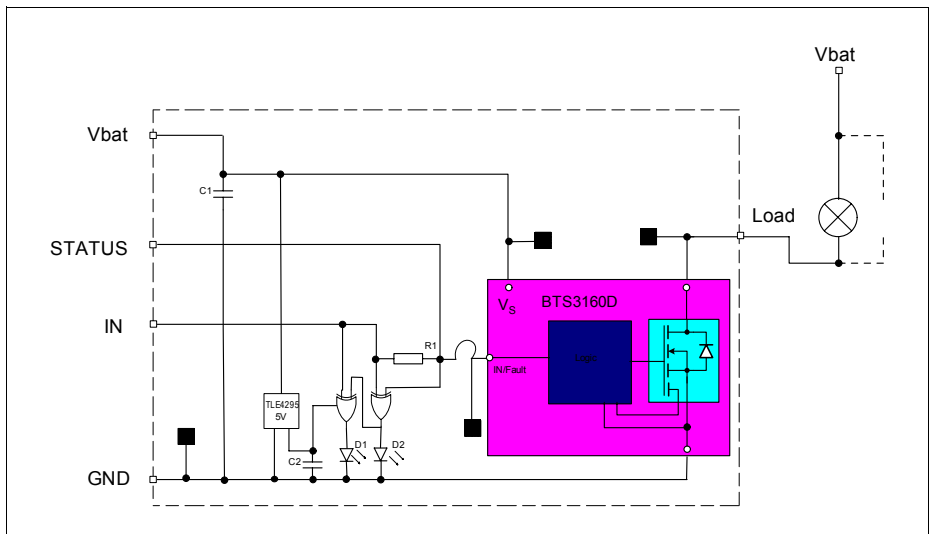 Vbat
Vbat
C1
Load
STATUS
VS
BTS3160D
IN
R1
IN/Fault
Logic
TLE4295
5V
D1
D2
C2
GND